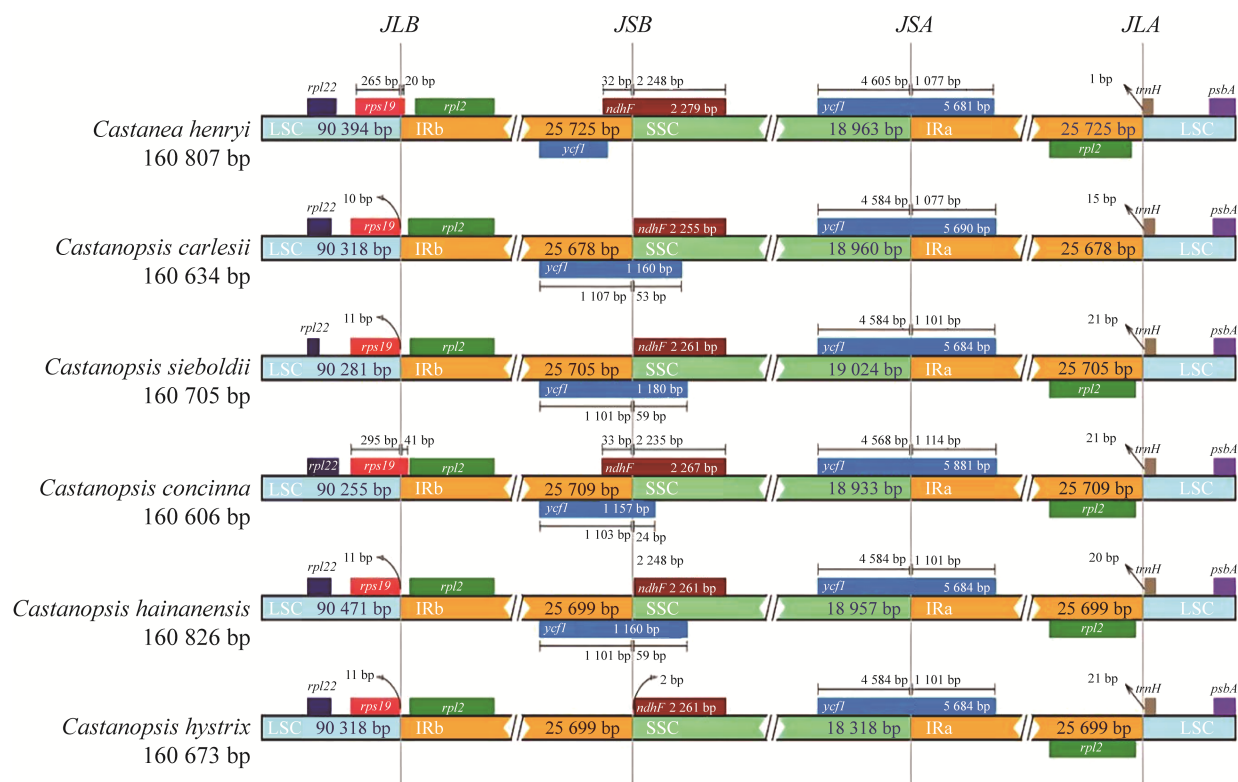 JLB JSB JSA JLA
265 bp 20 bp 32 bp 2 248 bp 4 605 bp 1 077 bp 1 bp
rpl22 trnH psbA
rps19 rpl2 ndhF 2 279 bp ycf1 5 681 bp
Castanea henryi LSC 90 394 bp IRb 25 725 bp SSC 18 963 bp IRa 25 725 bp LSC
160 807 bp ycf1 rpl2
10 bp 4 584 bp 1 077 bp 15 bp
rpl22 trnH psbA
rps19 rpl2 ndhF 2 255 bp ycf1 5 690 bp
Castanopsis carlesii LSC 90 318 bp IRb 25 678 bp SSC 18 960 bp IRa 25 678 bp LSC
160 634 bp ycf1 1 160 bp
1 107 bp 53 bp
11 bp 4 584 bp 1 101 bp 21 bp
rpl22 trnH psbA
rps19 rpl2 ndhF 2 261 bp ycf1 5 684 bp
Castanopsis sieboldii LSC 90 281 bp IRb 25 705 bp SSC 19 024 bp IRa 25 705 bp LSC
160 705 bp ycf1 1 180 bp rpl2
1 101 bp 59 bp
295 bp 41 bp 33 bp 2 235 bp 4 568 bp 1 114 bp 21 bp
trnH psbA
rpl22 rps19 rpl2 ndhF 2 267 bp ycf1 5 881 bp
Castanopsis concinna LSC 90 255 bp IRb 25 709 bp SSC 18 933 bp IRa 25 709 bp LSC
160 606 bp ycf1 1 157 bp rpl2
1 103 bp 24 bp
11 bp 2 248 bp 4 584 bp 1 101 bp 20 bp
rpl22 trnH psbA
rps19 rpl2 ndhF 2 261 bp ycf1 5 684 bp
Castanopsis hainanensis LSC 90 471 bp IRb 25 699 bp SSC 18 957 bp IRa 25 699 bp LSC
160 826 bp ycf1 1 160 bp rpl2
1 101 bp 59 bp
11 bp 2 bp 4 584 bp 1 101 bp 21 bp
rpl22 trnH psbA
rps19 rpl2 ndhF 2 261 bp ycf1 5 684 bp
Castanopsis hystrix LSC 90 318 bp IRb 25 699 bp SSC 18 318 bp IRa 25 699 bp LSC
160 673 bp rpl2